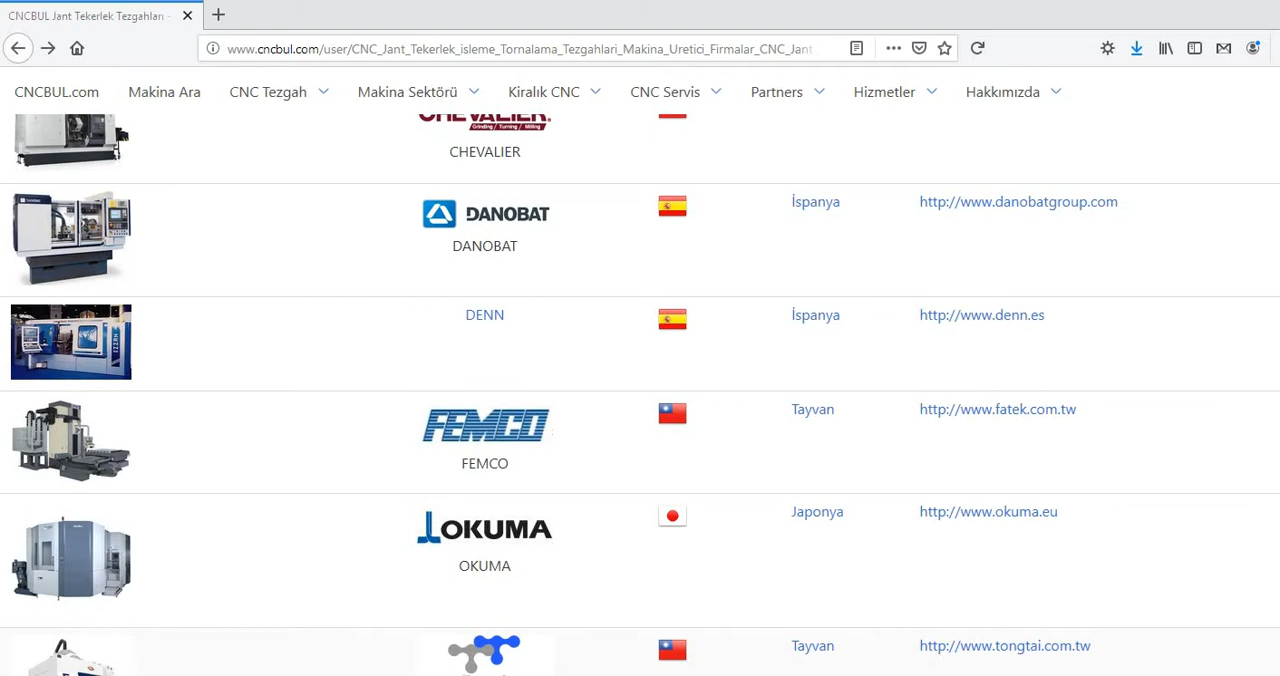 CNCBUL Jant Tekerlek Tezgahları -
www.cncbul.com/user/CNC_Jant_Tekerlek_isleme_Tornalama_Tezgahlari_Makina_Uretici_Firmalar_CNC_Jant
CNCBUL.com Makina Ara CNC Tezgah Makina Sektörü Kiralık CNC CNC Servis Partners Hizmetler Hakkımızda
CHEVALIER
Grinding / Turning / Milling
CHEVALIER
DANOBAT İspanya http://www.danobatgroup.com
DANOBAT
DENN İspanya http://www.denn.es
FEMCO Tayvan http://www.fatek.com.tw
FEMCO
OKUMA Japonya http://www.okuma.eu
OKUMA
Tayvan http://www.tongtai.com.tw